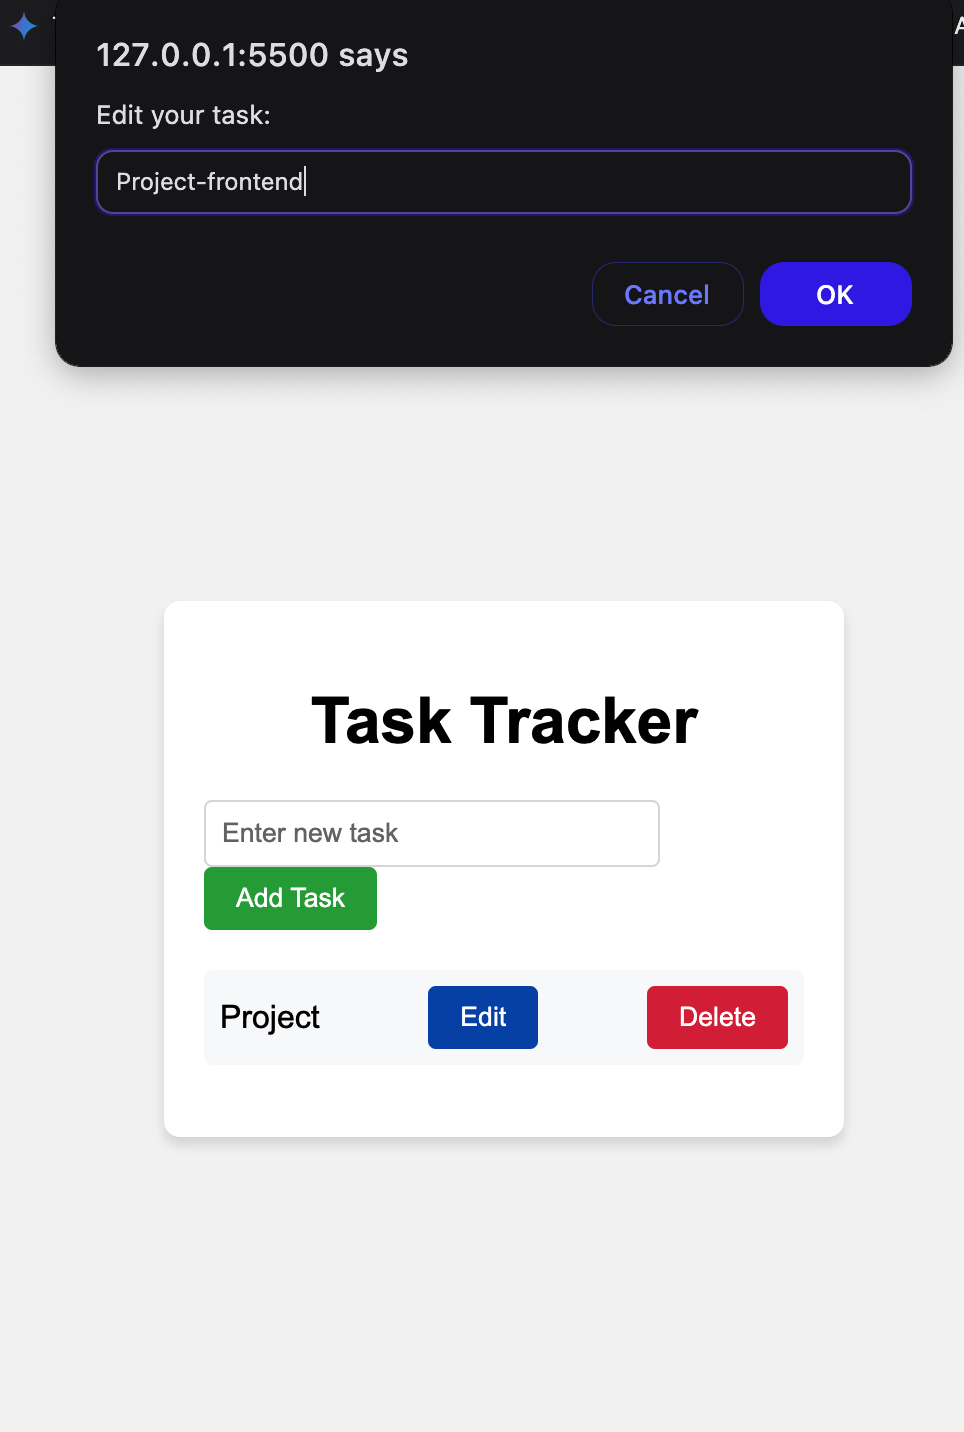 127.0.0.1:5500 says
Edit your task:
Project-frontend
Cancel OK
Task Tracker
Enter new task
Add Task
Project Edit Delete